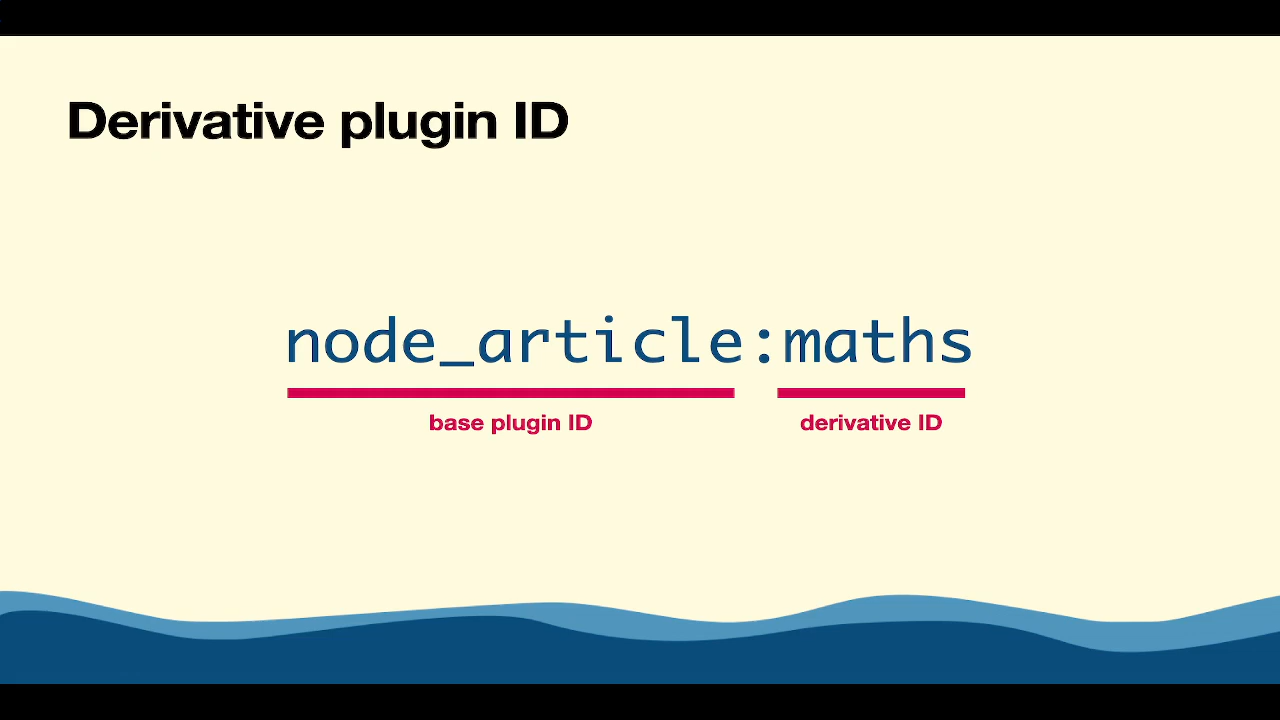 Derivative plugin ID
node_article:maths
base plugin ID
derivative ID